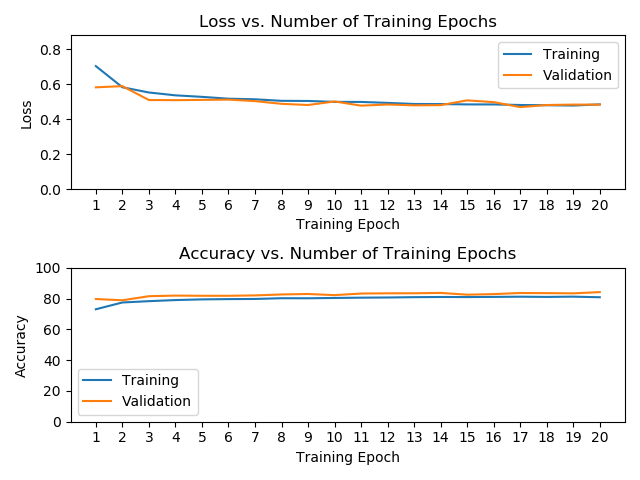 Loss vs. Number of Training Epochs
0.8
0.6
0.4
0.2
0.0
Loss
Training
Validation
1 2 3 4 5 6 7 8 9 10 11 12 13 14 15 16 17 18 19 20
Training Epoch
Accuracy vs. Number of Training Epochs
100
80
60
40
20
0
Accuracy
Training
Validation
1 2 3 4 5 6 7 8 9 10 11 12 13 14 15 16 17 18 19 20
Training Epoch